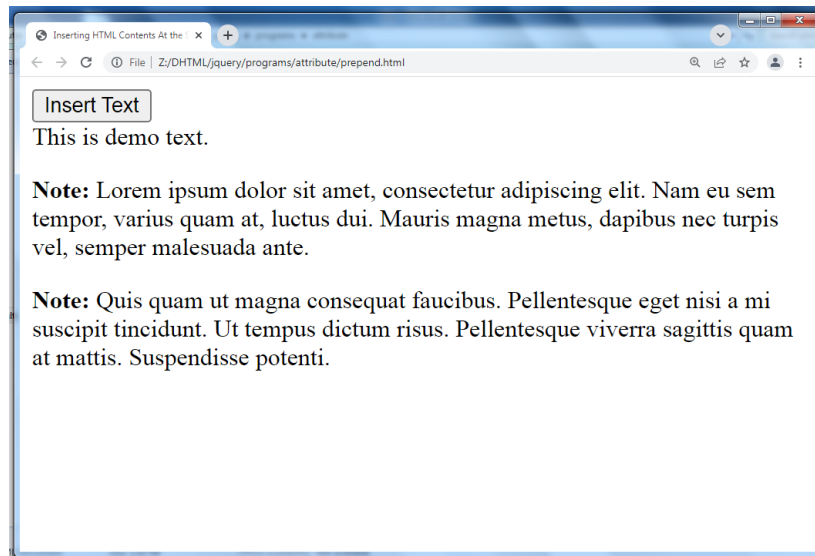 Inserting HTML Contents At the
File | Z:/DHTML/jquery/programs/attribute/prepend.html
Insert Text
This is demo text.
Note: Lorem ipsum dolor sit amet, consectetur adipiscing elit. Nam eu sem
tempor, varius quam at, luctus dui. Mauris magna metus, dapibus nec turpis
vel, semper malesuada ante.
Note: Quis quam ut magna consequat faucibus. Pellentesque eget nisi a mi
suscipit tincidunt. Ut tempus dictum risus. Pellentesque viverra sagittis quam
at mattis. Suspendisse potenti.